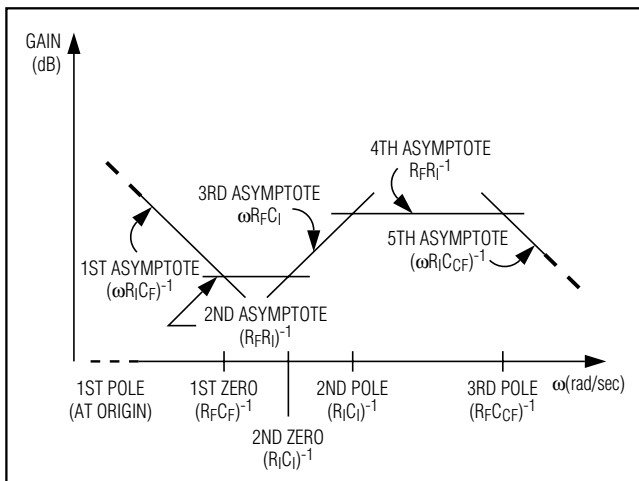 GAIN
(dB)
4TH ASYMPTOTE
RFRI-1
3RD ASYMPTOTE
ωRFCI
1ST ASYMPTOTE
(ωRICF)-1
5TH ASYMPTOTE
(ωRICCF)-1
2ND ASYMPTOTE
(RFRI)-1
1ST POLE
(AT ORIGIN)
1ST ZERO
(RFCF)-1
2ND POLE
(RICI)-1
3RD POLE
(RFCCF)-1
ω(rad/sec)
2ND ZERO
(RICI)-1